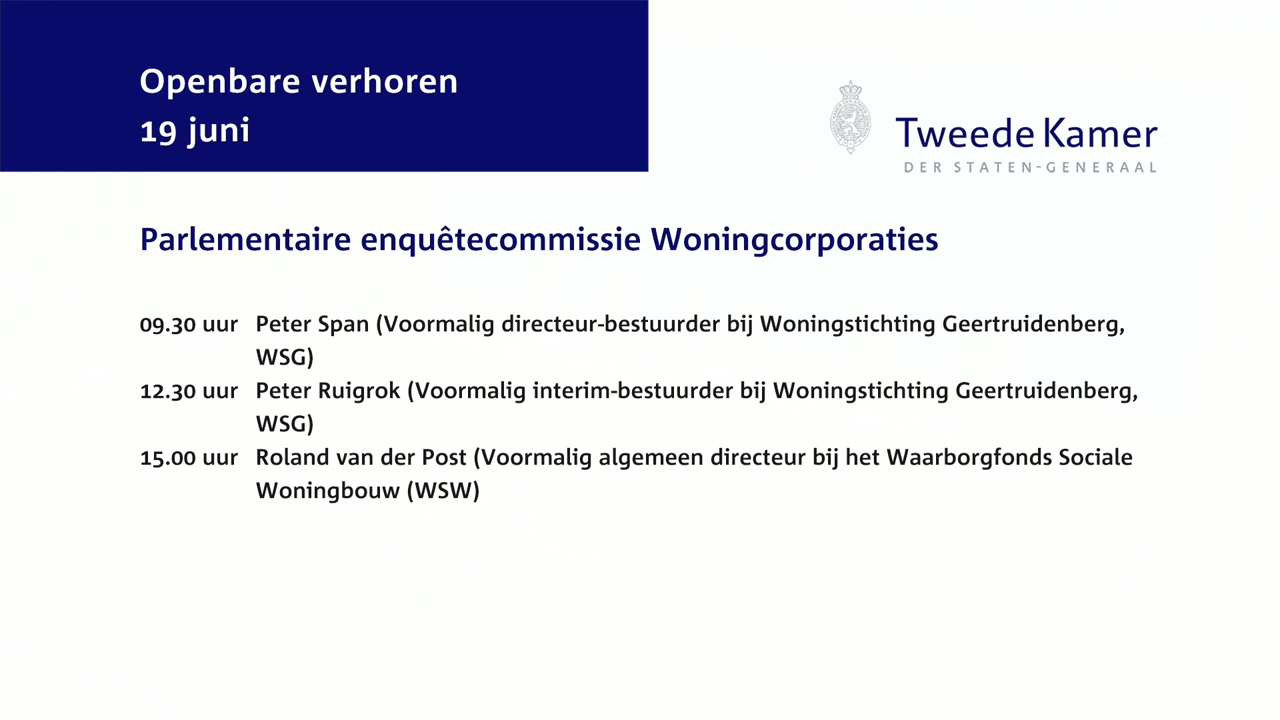 Openbare verhoren
19 juni
Tweede Kamer
DER STATEN-GENERAAL
Parlementaire enquêtecommissie Woningcorporaties
09.30 uur Peter Span (Voormalig directeur-bestuurder bij Woningstichting Geertruidenberg,
WSG)
12.30 uur Peter Ruigrok (Voormalig interim-bestuurder bij Woningstichting Geertruidenberg,
WSG)
15.00 uur Roland van der Post (Voormalig algemeen directeur bij het Waarborgfonds Sociale
Woningbouw (WSW)